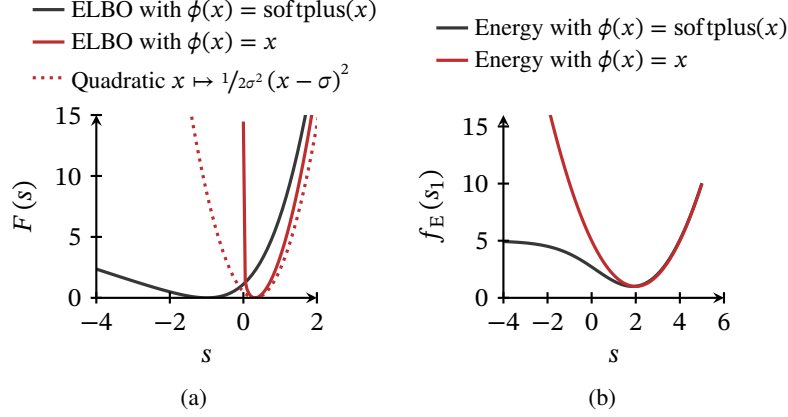 ELBO with ϕ(x) = softplus(x)
ELBO with ϕ(x) = x
Quadratic x ↦ 1/2σ² (x − σ)²
F(s)
15
10
5
0
−4
−2
0
2
s
(a)
Energy with ϕ(x) = softplus(x)
Energy with ϕ(x) = x
f_E(s₁)
15
10
5
0
−4
−2
0
2
4
6
s
(b)